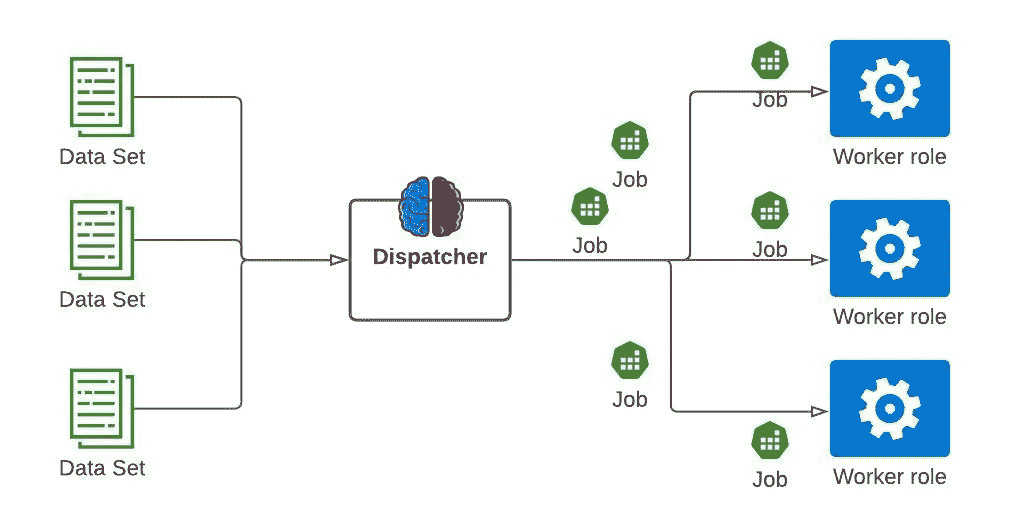 Data Set
Data Set
Data Set
Dispatcher
Job
Job
Job
Job
Job
Job
Worker role
Worker role
Worker role